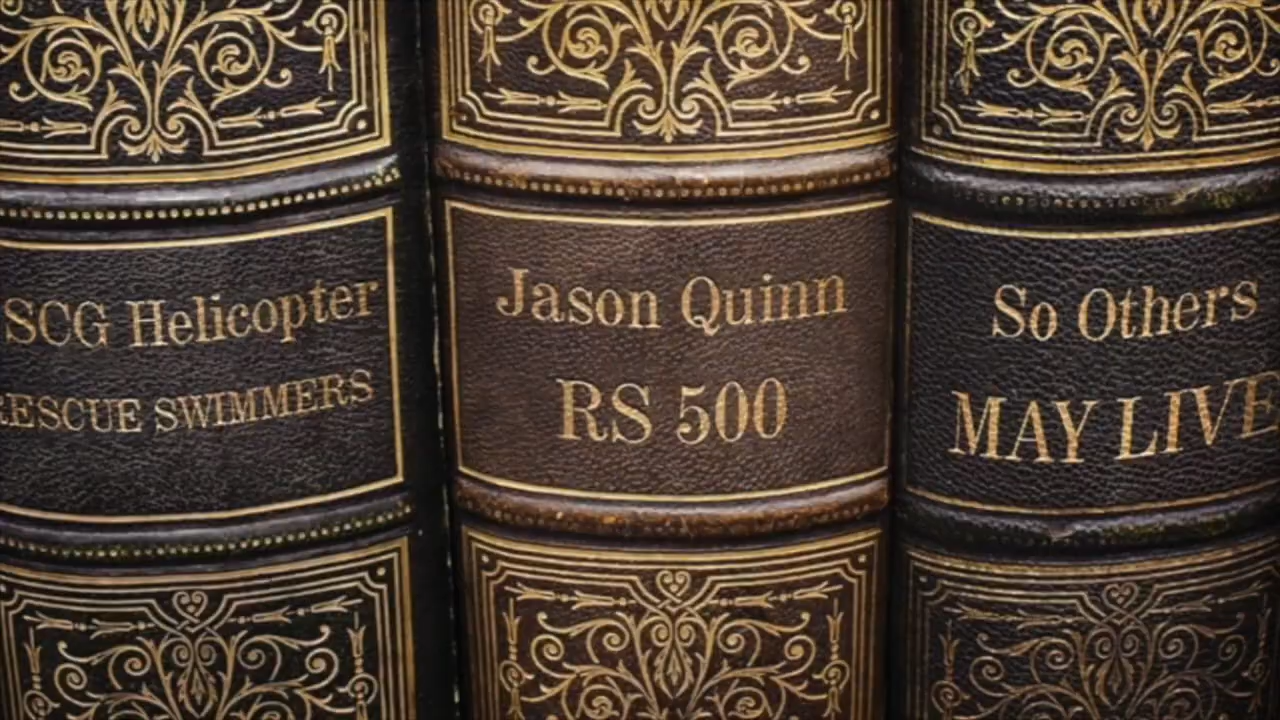 SCG Helicopter
RESCUE SWIMMERS
Jason Quinn
RS 500
So Others
MAY LIVE